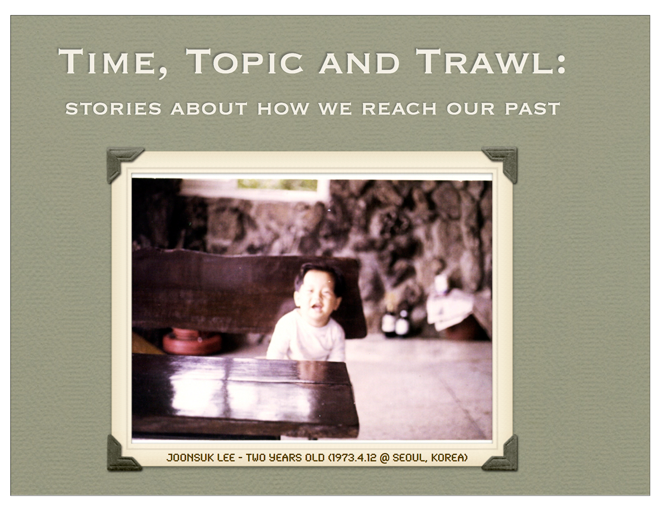 Time, Topic and Trawl:
stories about how we reach our past
JOONSUK LEE - TWO YEARS OLD (1973.4.12 @ SEOUL, KOREA)